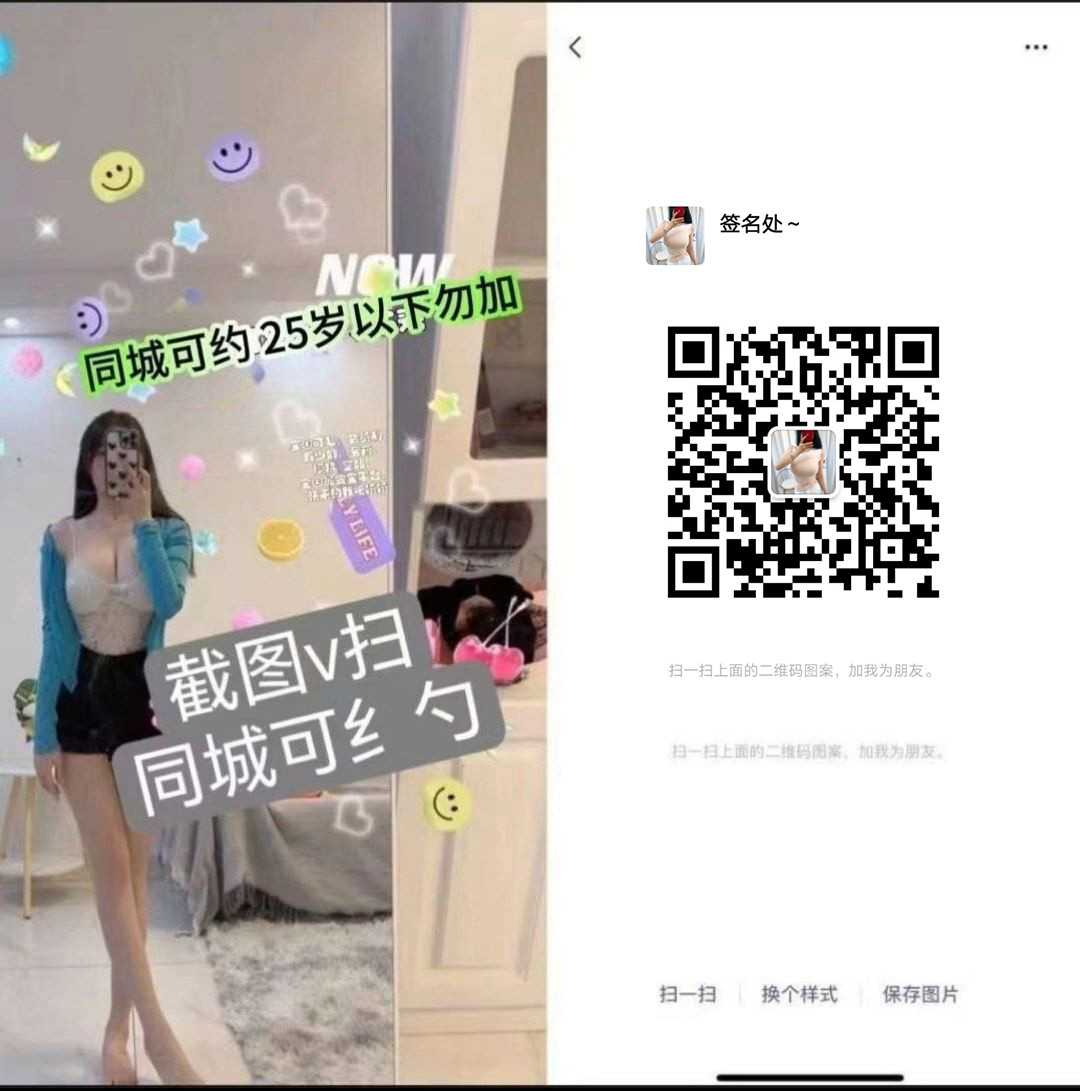 NOW
同城可约 25岁以下勿加
LY LIFE
截图v扫
同城可纟勺
签名处~
扫一扫上面的二维码图案，加我为朋友。
扫一扫上面的二维码图案，加我为朋友。
扫一扫
换个样式
保存图片